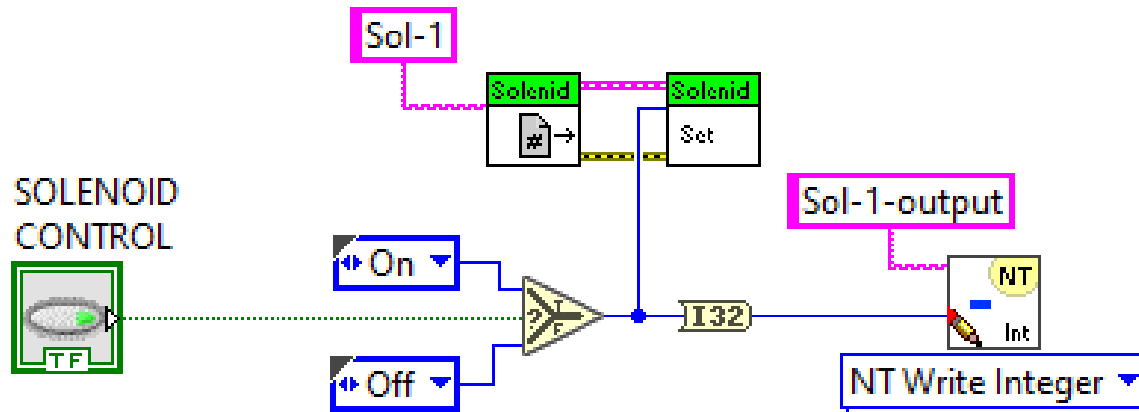 Sol-1
Solenid
Solenid
#
Set
SOLENOID
CONTROL
Sol-1-output
On
NT
TF
?
T
F
I32
Int
Off
NT Write Integer